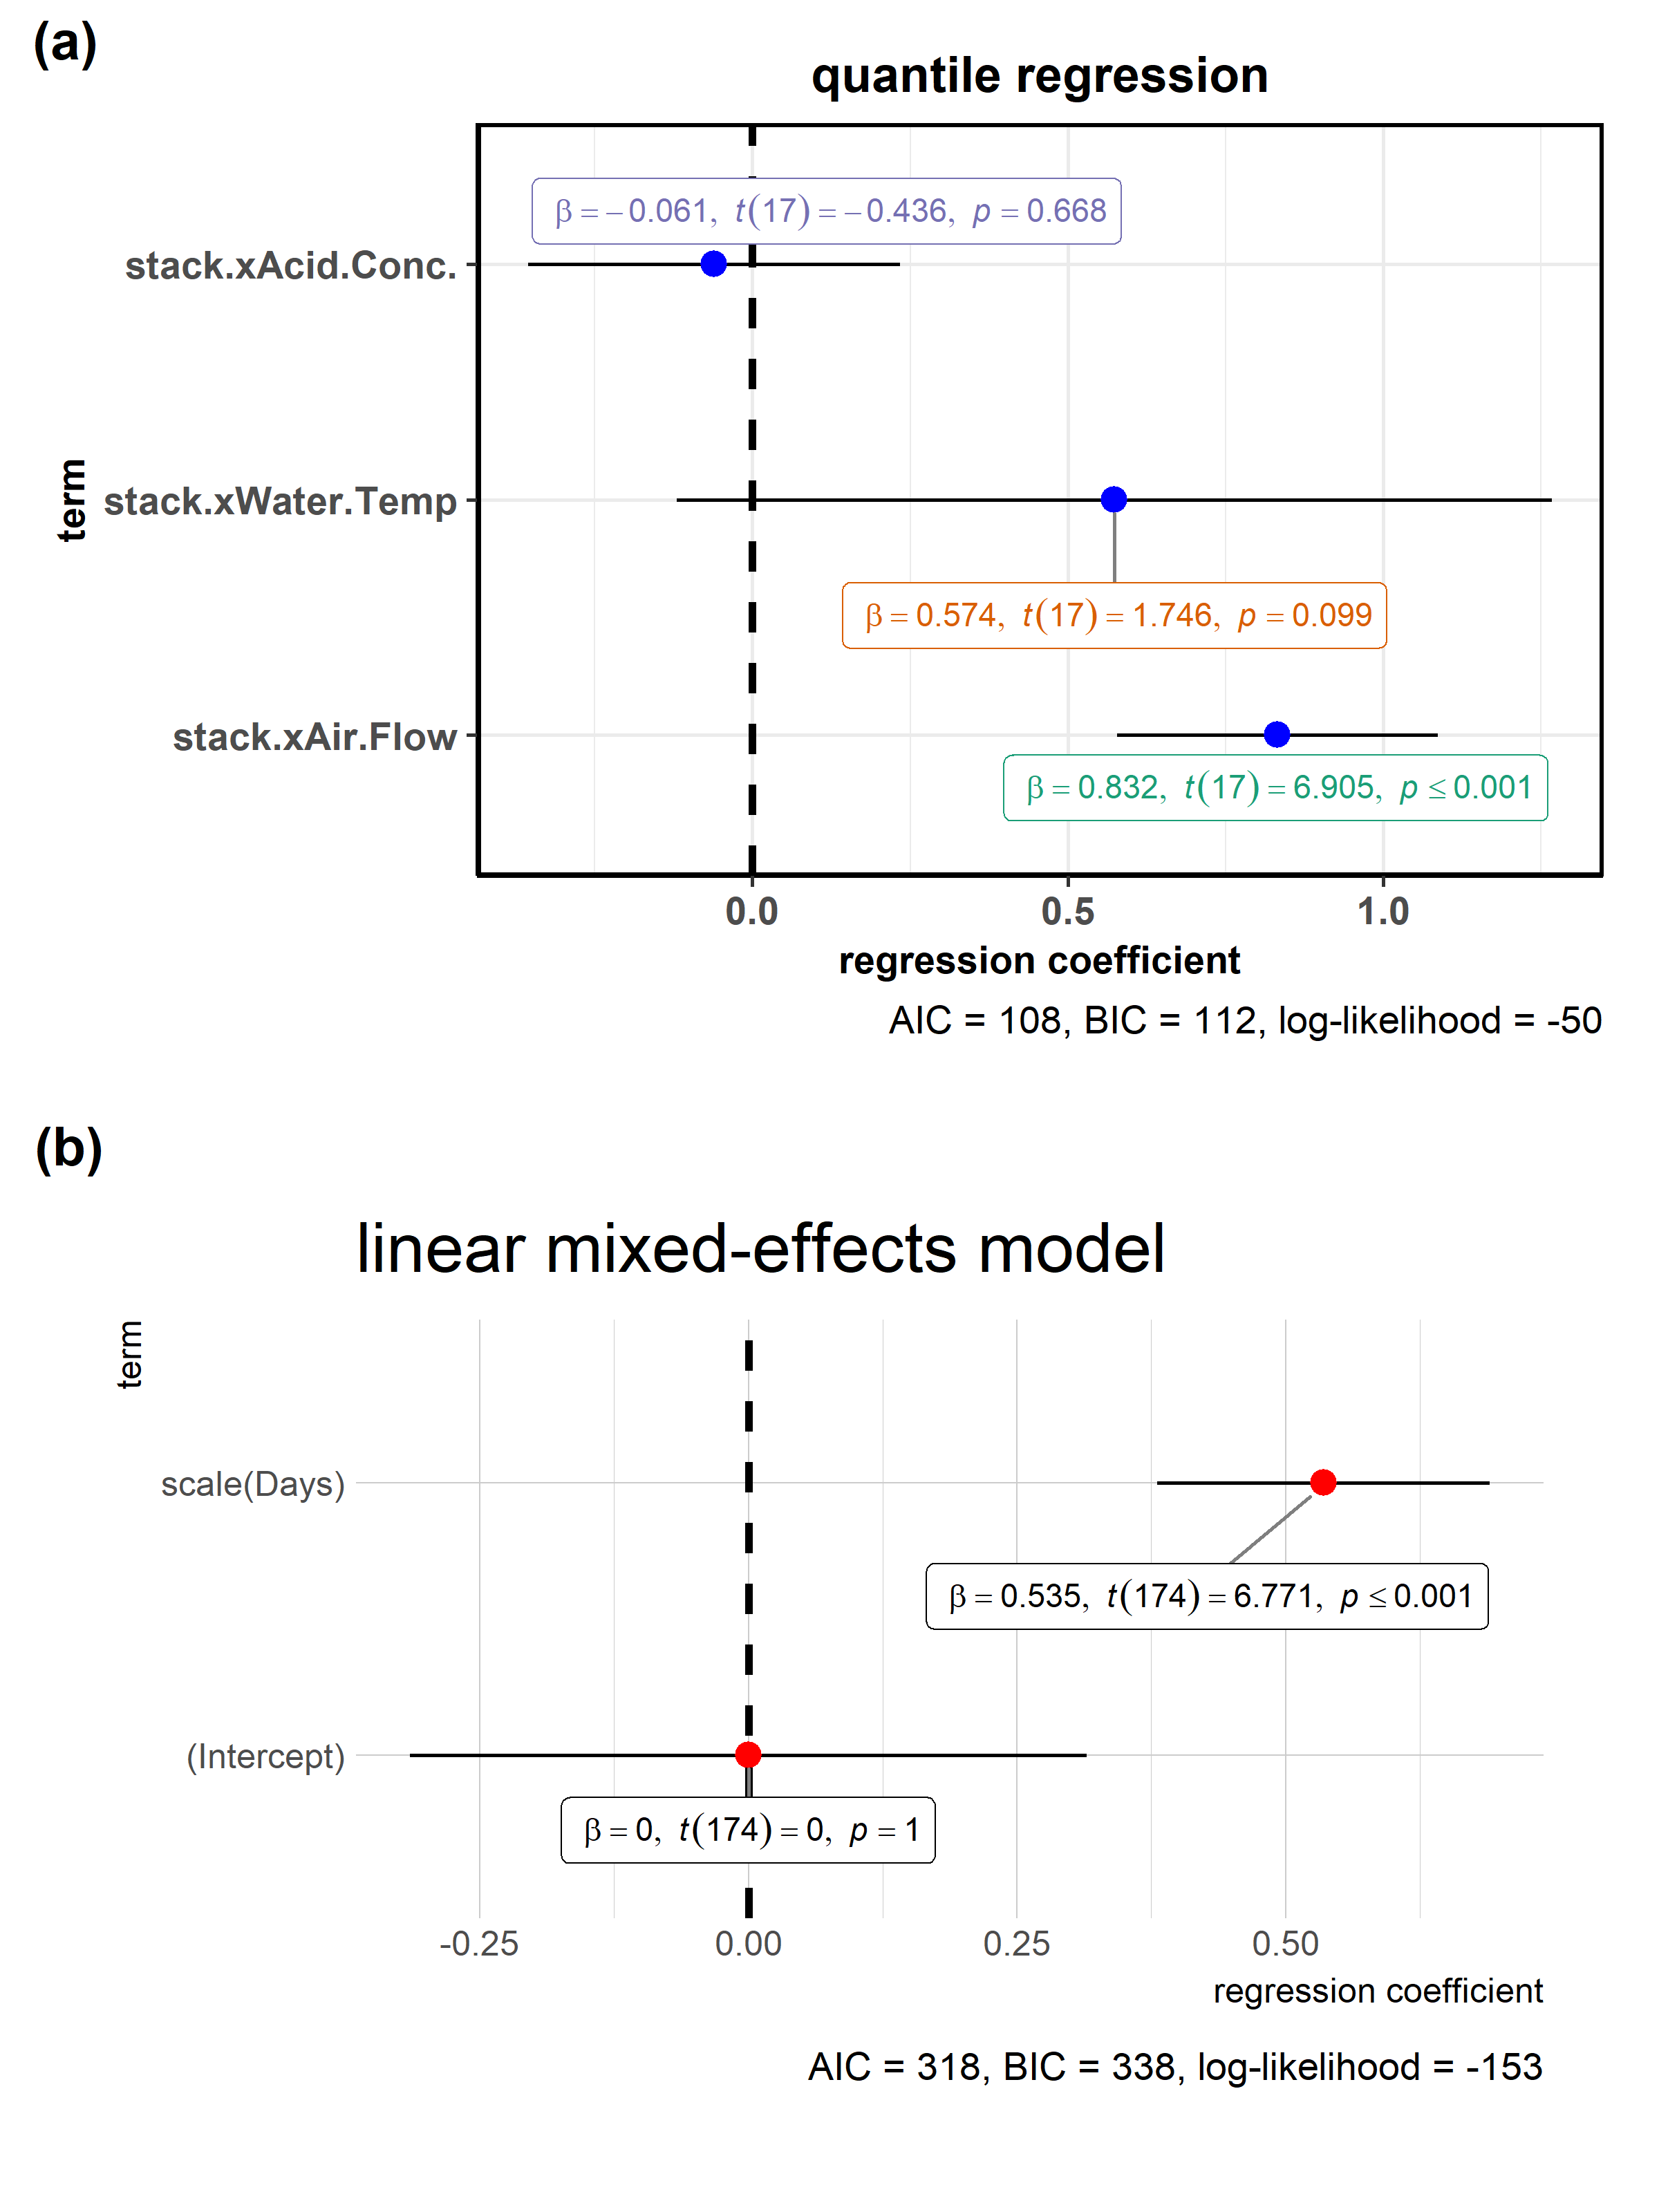 (a)
quantile regression
β = − 0.061, t(17) = − 0.436, p = 0.668
stack.xAcid.Conc.
term
stack.xWater.Temp
β = 0.574, t(17) = 1.746, p = 0.099
stack.xAir.Flow
β = 0.832, t(17) = 6.905, p ≤ 0.001
0.0 0.5 1.0
regression coefficient
AIC = 108, BIC = 112, log-likelihood = -50
(b)
linear mixed-effects model
term
scale(Days)
β = 0.535, t(174) = 6.771, p ≤ 0.001
(Intercept)
β = 0, t(174) = 0, p = 1
-0.25 0.00 0.25 0.50
regression coefficient
AIC = 318, BIC = 338, log-likelihood = -153